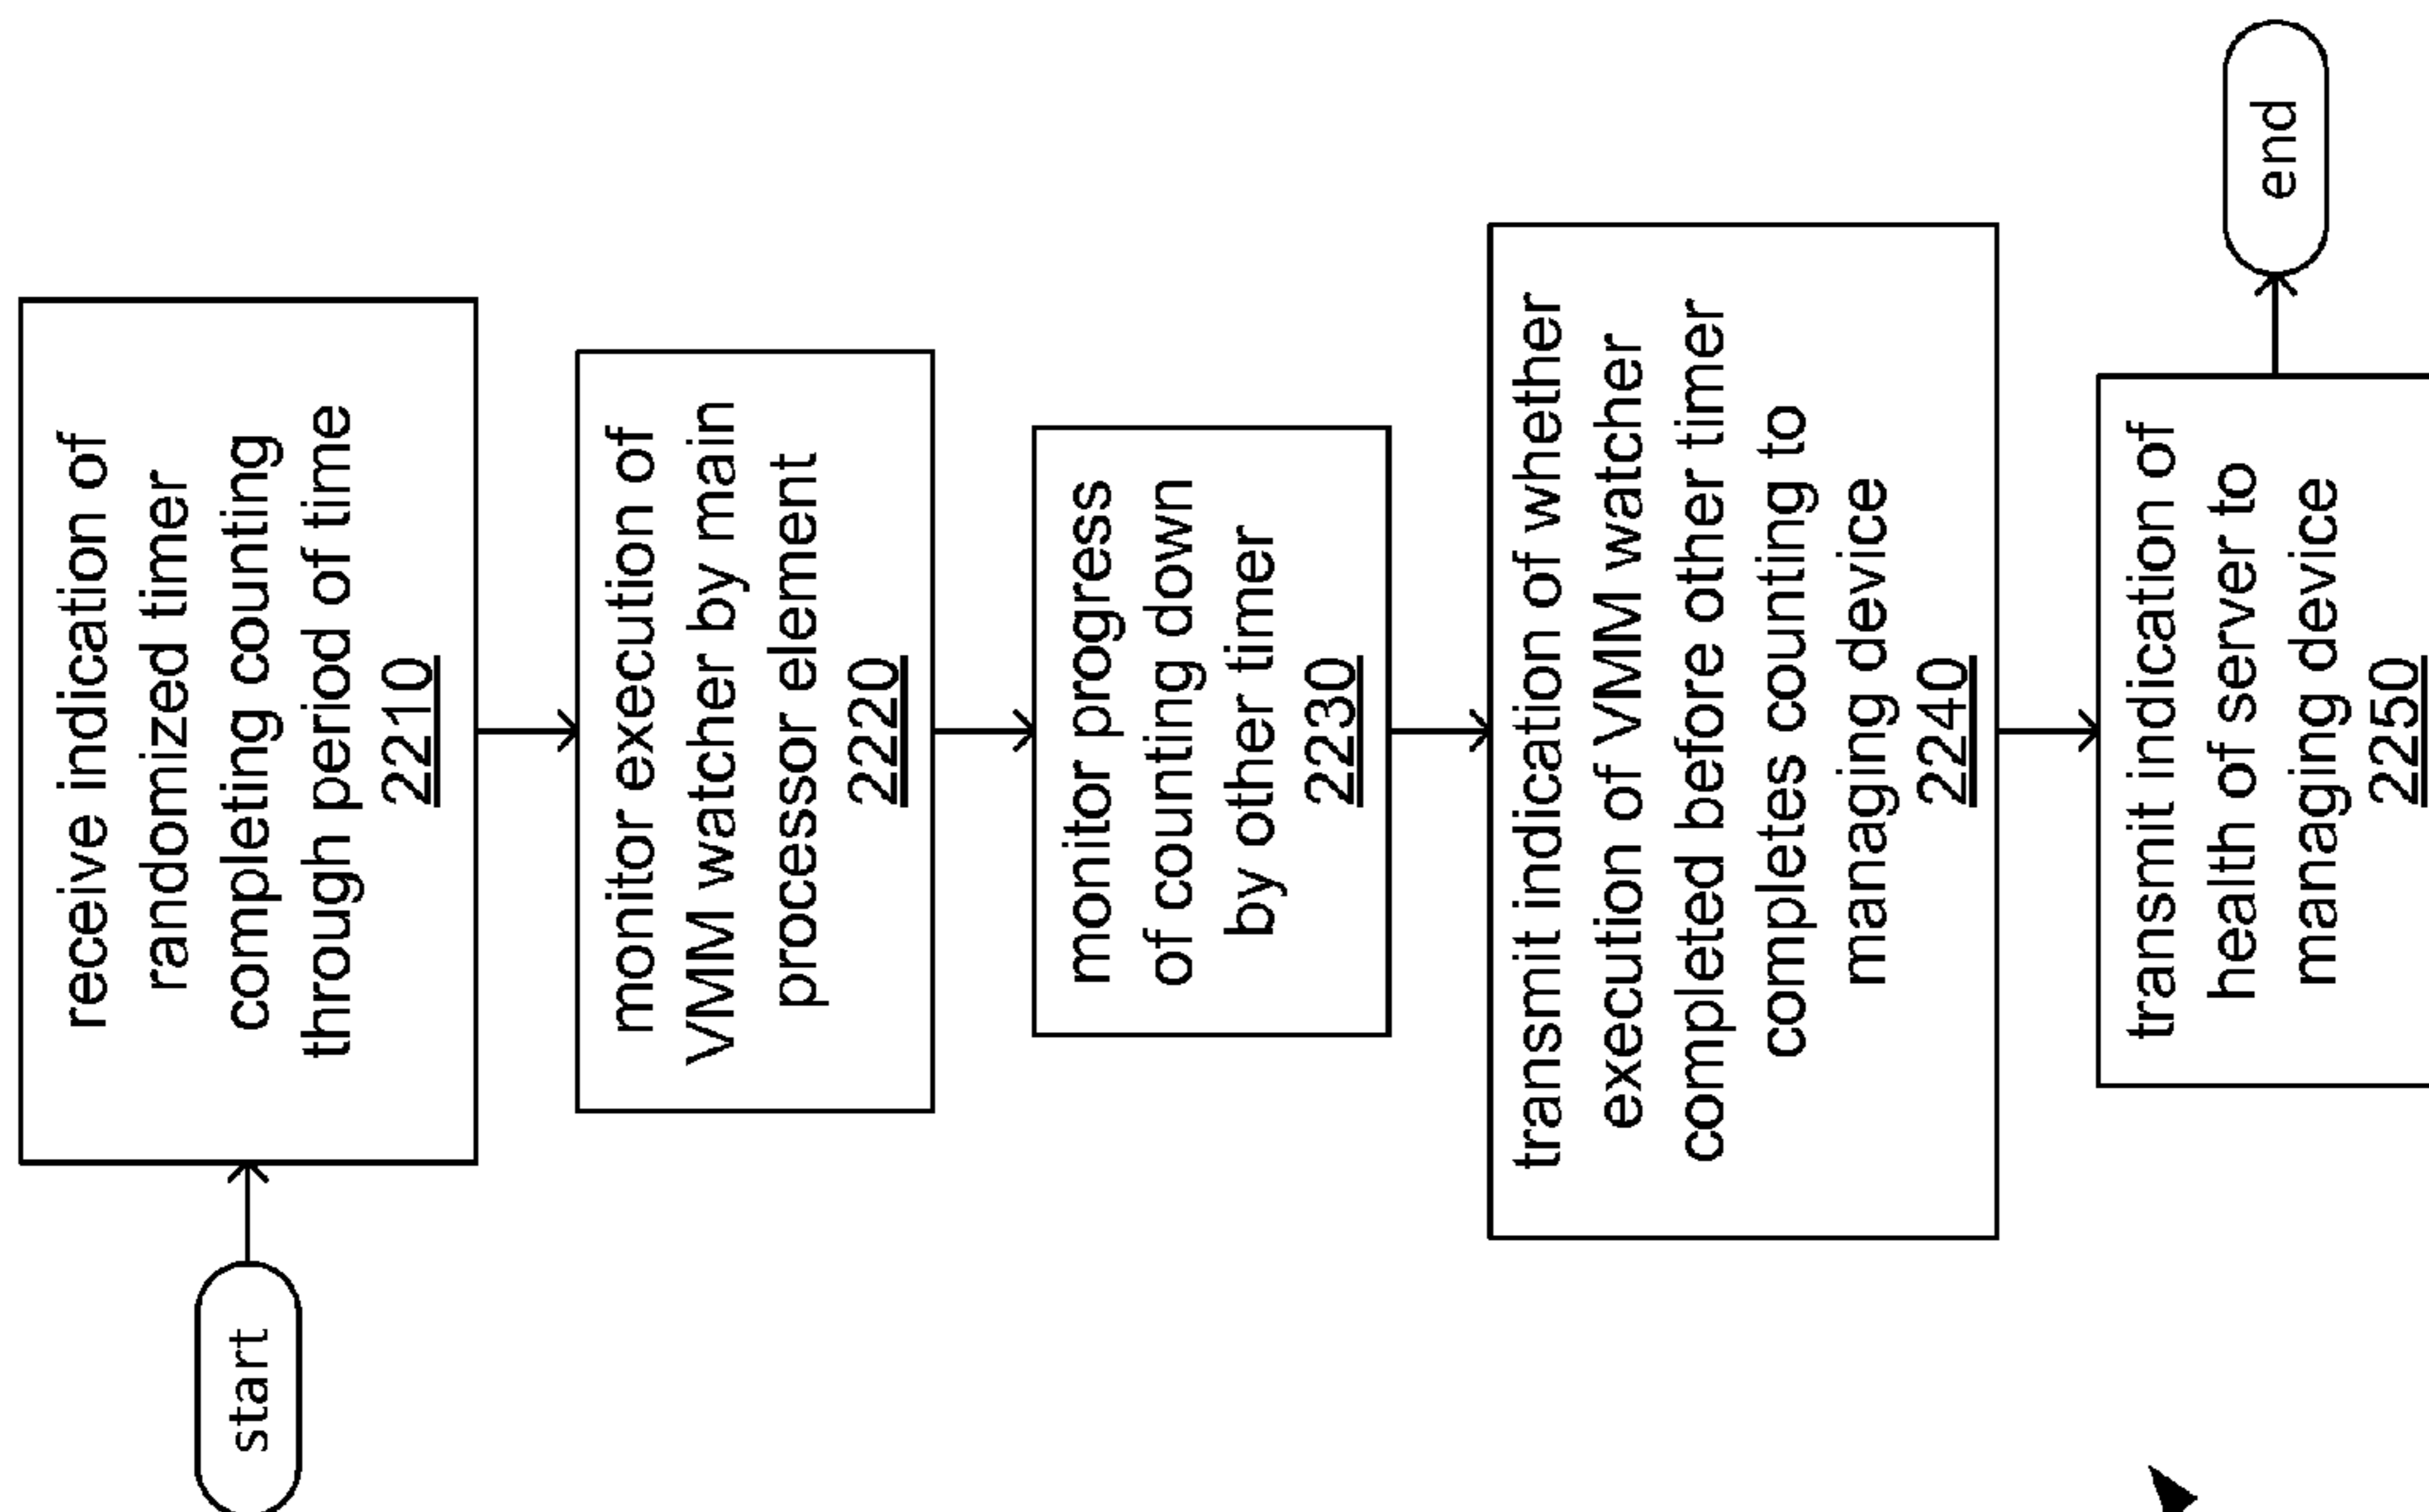 start
receive indication of
randomized timer
completing counting
through period of time
2210
monitor execution of
VMM watcher by main
processor element
2220
monitor progress
of counting down
by other timer
2230
transmit indication of whether
execution of VMM watcher
completed before other timer
completes counting to
managing device
2240
transmit indication of
health of server to
managing device
2250
end